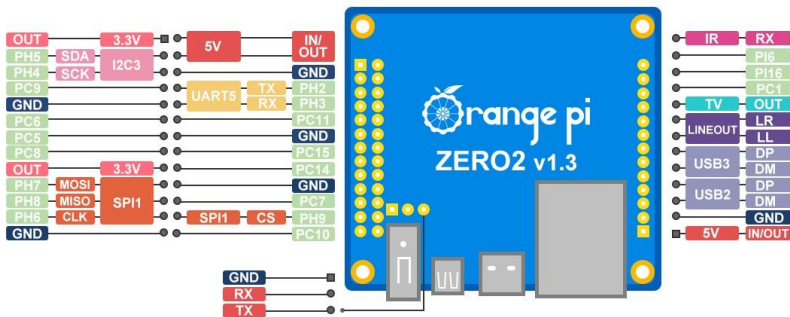 OUT 3.3V 5V IN/OUT
PH5 SDA I2C3
PH4 SCK GND
PC9 UART5 TX PH2
GND RX PH3
PC6 PC11
PC5 GND
PC8 PC15
OUT 3.3V PC14
PH7 MOSI SPI1 GND
PH8 MISO PC7
PH6 CLK SPI1 CS PH9
GND PC10
GND
RX
TX
Orange pi
ZERO2 v1.3
IR RX
PI6
PI16
PC1
TV OUT
LINEOUT LR
LL
USB3 DP
DM
USB2 DP
DM
GND
5V IN/OUT